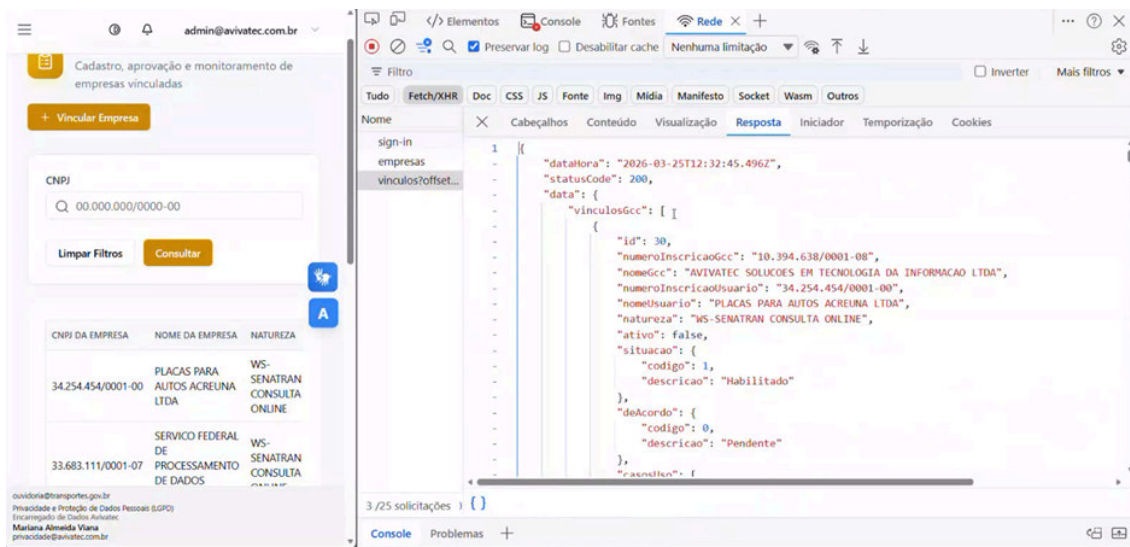 admin@avivatec.com.br
Cadastro, aprovação e monitoramento de
empresas vinculadas
+ Vincular Empresa
CNPJ
00.000.000/0000-00
Limpar Filtros
Consultar
A
CNPJ DA EMPRESA NOME DA EMPRESA NATUREZA
34.254.454/0001-00
PLACAS PARA
AUTOS ACREUNA
LTDA
WS-
SENATRAN
CONSULTA
ONLINE
33.683.111/0001-07
SERVICO FEDERAL
DE
PROCESSAMENTO
DE DADOS
WS-
SENATRAN
CONSULTA
ONLINE
ouvidoria@transportes.gov.br
Privacidade e Proteção de Dados Pessoais (LGPD)
Encarregado de Dados Avivatec
Mariana Almeida Viana
privacidade@avivatec.com.br
</> Elementos Console Fontes Rede × +
Preservar log Desabilitar cache Nenhuma limitação
Filtro Inverter Mais filtros
Tudo Fetch/XHR Doc CSS JS Fonte Img Mídia Manifesto Socket Wasm Outros
Nome
sign-in
empresas
vinculos?offset...
Cabeçalhos Conteúdo Visualização Resposta Iniciador Temporização Cookies
1 {
"dataHora": "2026-03-25T12:32:45.496Z",
"statusCode": 200,
"data": {
"vinculosGcc": [
{
"id": 30,
"numeroInscricaoGcc": "10.394.638/0001-08",
"nomeGcc": "AVIVATEC SOLUCOES EM TECNOLOGIA DA INFORMACAO LTDA",
"numeroInscricaoUsuario": "34.254.454/0001-00",
"nomeUsuario": "PLACAS PARA AUTOS ACREUNA LTDA",
"natureza": "WS-SENATRAN CONSULTA ONLINE",
"ativo": false,
"situacao": {
"codigo": 1,
"descricao": "Habilitado"
},
"deAcordo": {
"codigo": 0,
"descricao": "Pendente"
},
"casosUso": [
3 /25 solicitações
{ }
Console Problemas +